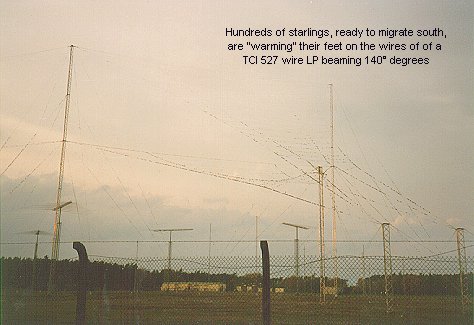 Hundreds of starlings, ready to migrate south,
are "warming" their feet on the wires of of a
TCI 527 wire LP beaming 140° degrees